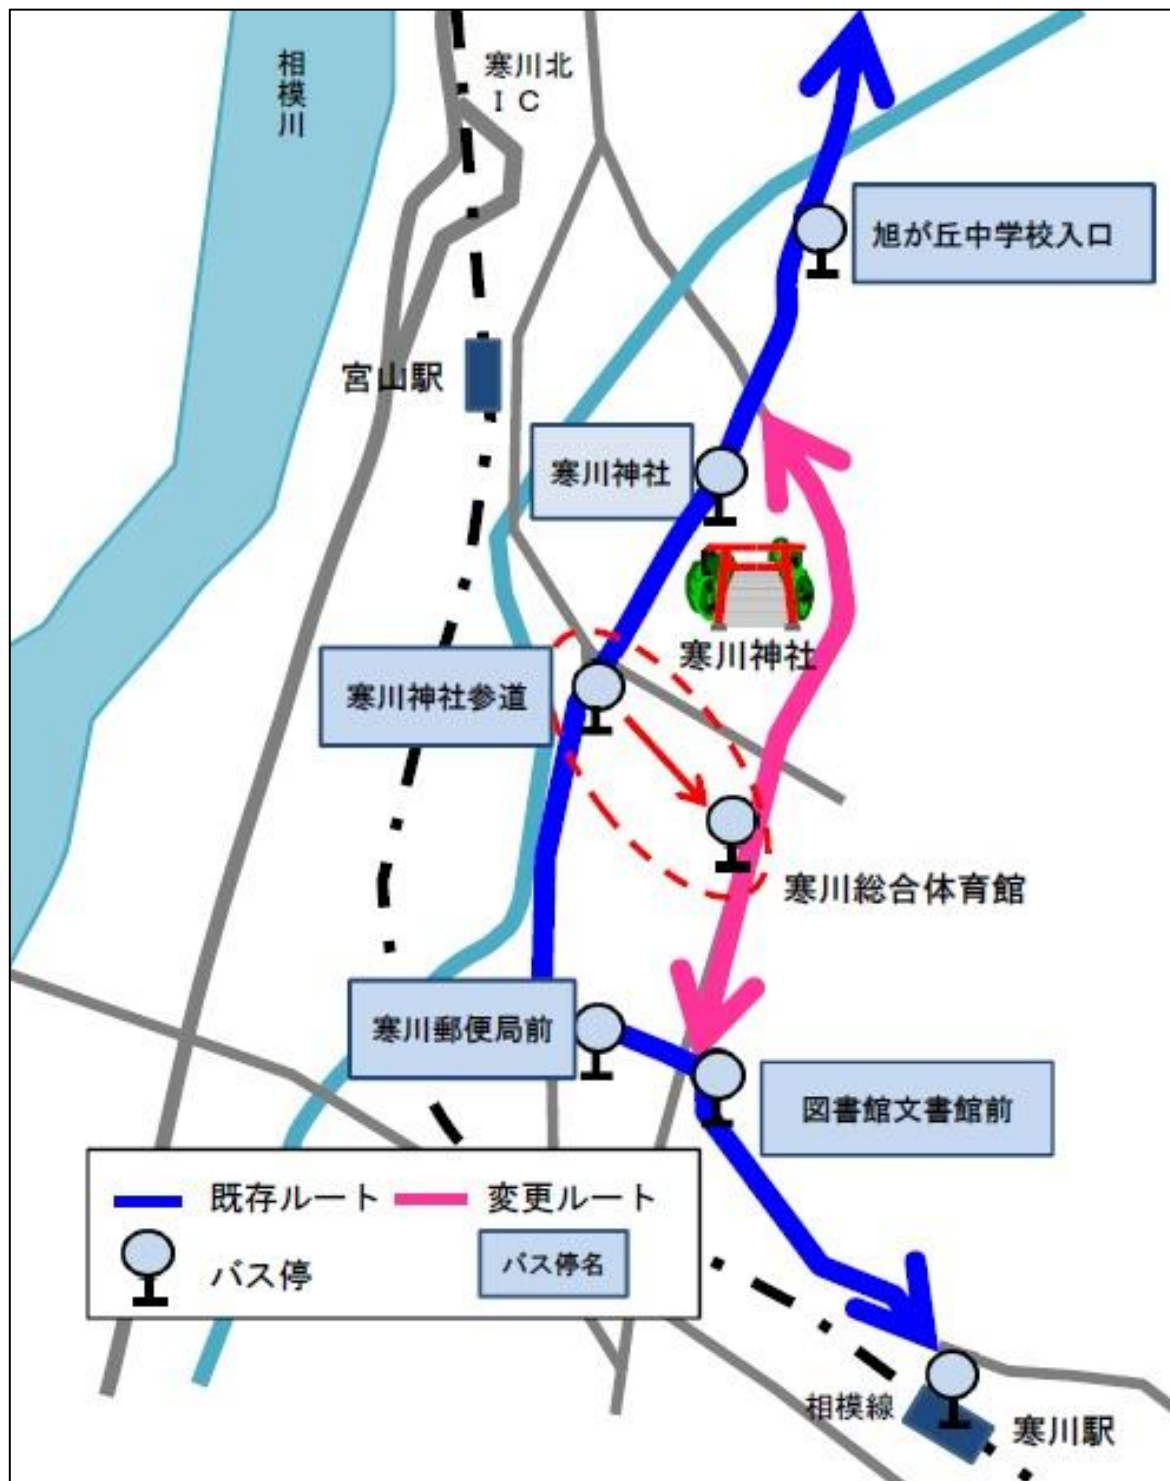 相模川
寒川北
ＩＣ
旭が丘中学校入口
宮山駅
寒川神社
寒川神社
寒川神社参道
寒川総合体育館
寒川郵便局前
図書館文書館前
既存ルート
変更ルート
バス停
バス停名
相模線
寒川駅